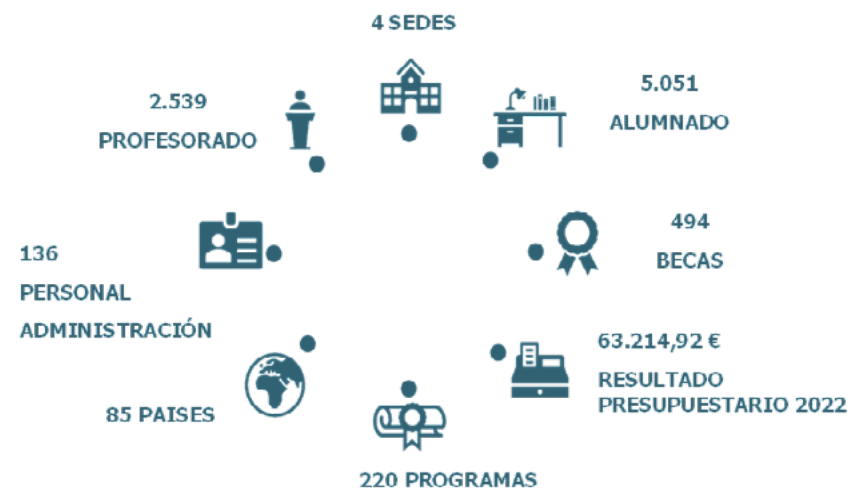 4 SEDES
5.051
ALUMNADO
2.539
PROFESORADO
494
BECAS
136
PERSONAL
ADMINISTRACIÓN
63.214,92 €
RESULTADO
PRESUPUESTARIO 2022
85 PAISES
220 PROGRAMAS